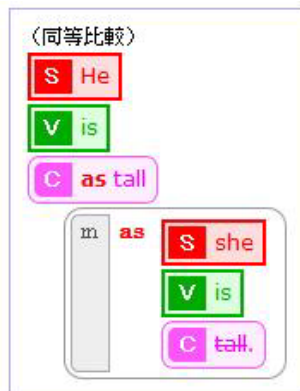 （同等比較）
S He
V is
C as tall
m as S she
V is
C tall.